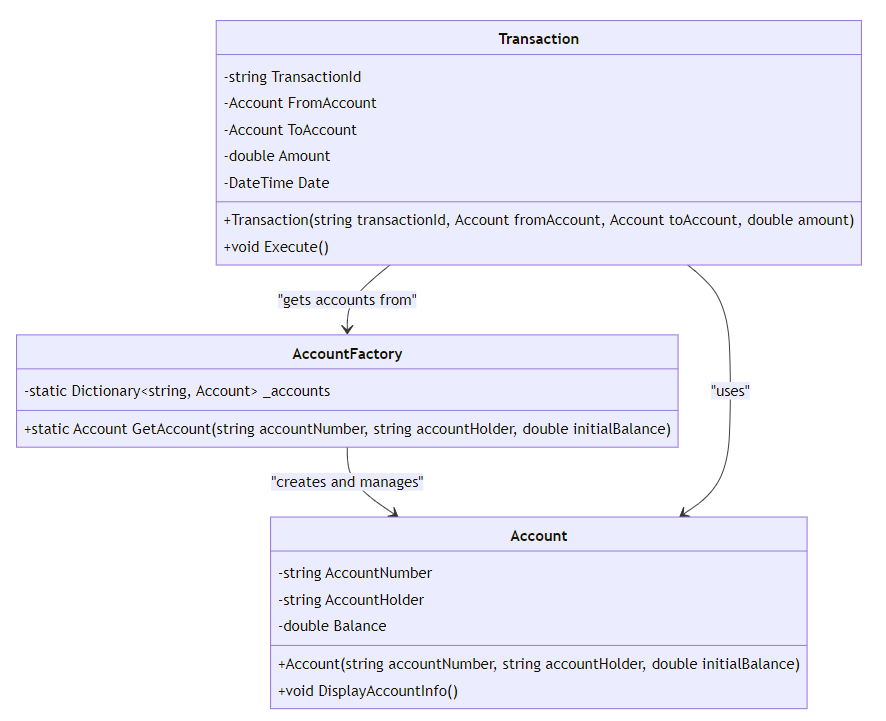 Transaction
-string TransactionId
-Account FromAccount
-Account ToAccount
-double Amount
-DateTime Date
+Transaction(string transactionId, Account fromAccount, Account toAccount, double amount)
+void Execute()
"gets accounts from"
AccountFactory
-static Dictionary<string, Account> _accounts
"uses"
+static Account GetAccount(string accountNumber, string accountHolder, double initialBalance)
"creates and manages"
Account
-string AccountNumber
-string AccountHolder
-double Balance
+Account(string accountNumber, string accountHolder, double initialBalance)
+void DisplayAccountInfo()